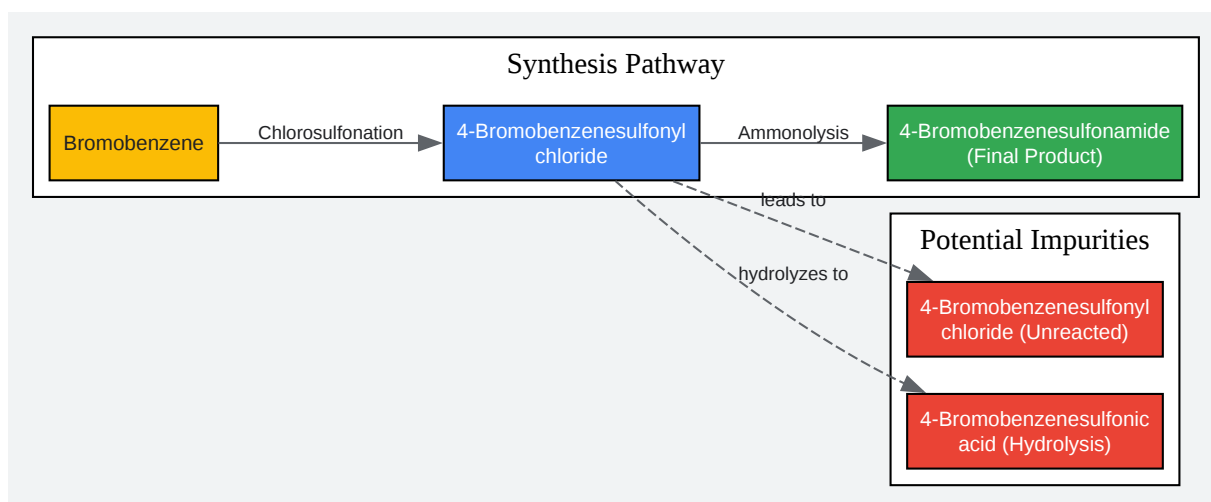 Synthesis Pathway
Bromobenzene
Chlorosulfonation
4-Bromobenzenesulfonyl
chloride
Ammonolysis
4-Bromobenzenesulfonamide
(Final Product)
leads to
hydrolyzes to
Potential Impurities
4-Bromobenzenesulfonyl
chloride (Unreacted)
4-Bromobenzenesulfonic
acid (Hydrolysis)